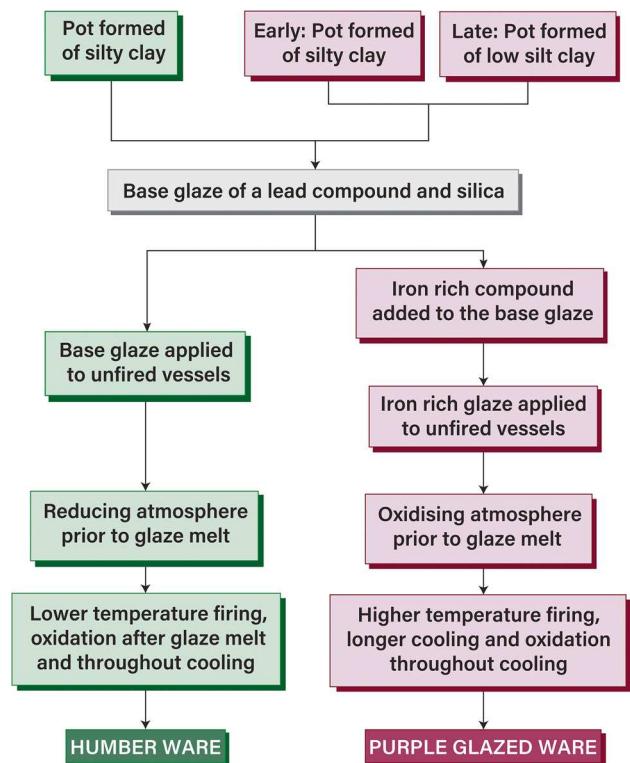 Pot formed
of silty clay
Early: Pot formed
of silty clay
Late: Pot formed
of low silt clay
Base glaze of a lead compound and silica
Iron rich compound
added to the base glaze
Base glaze applied
to unfired vessels
Iron rich glaze applied
to unfired vessels
Reducing atmosphere
prior to glaze melt
Oxidising atmosphere
prior to glaze melt
Lower temperature firing,
oxidation after glaze melt
and throughout cooling
Higher temperature firing,
longer cooling and oxidation
throughout cooling
HUMBER WARE
PURPLE GLAZED WARE